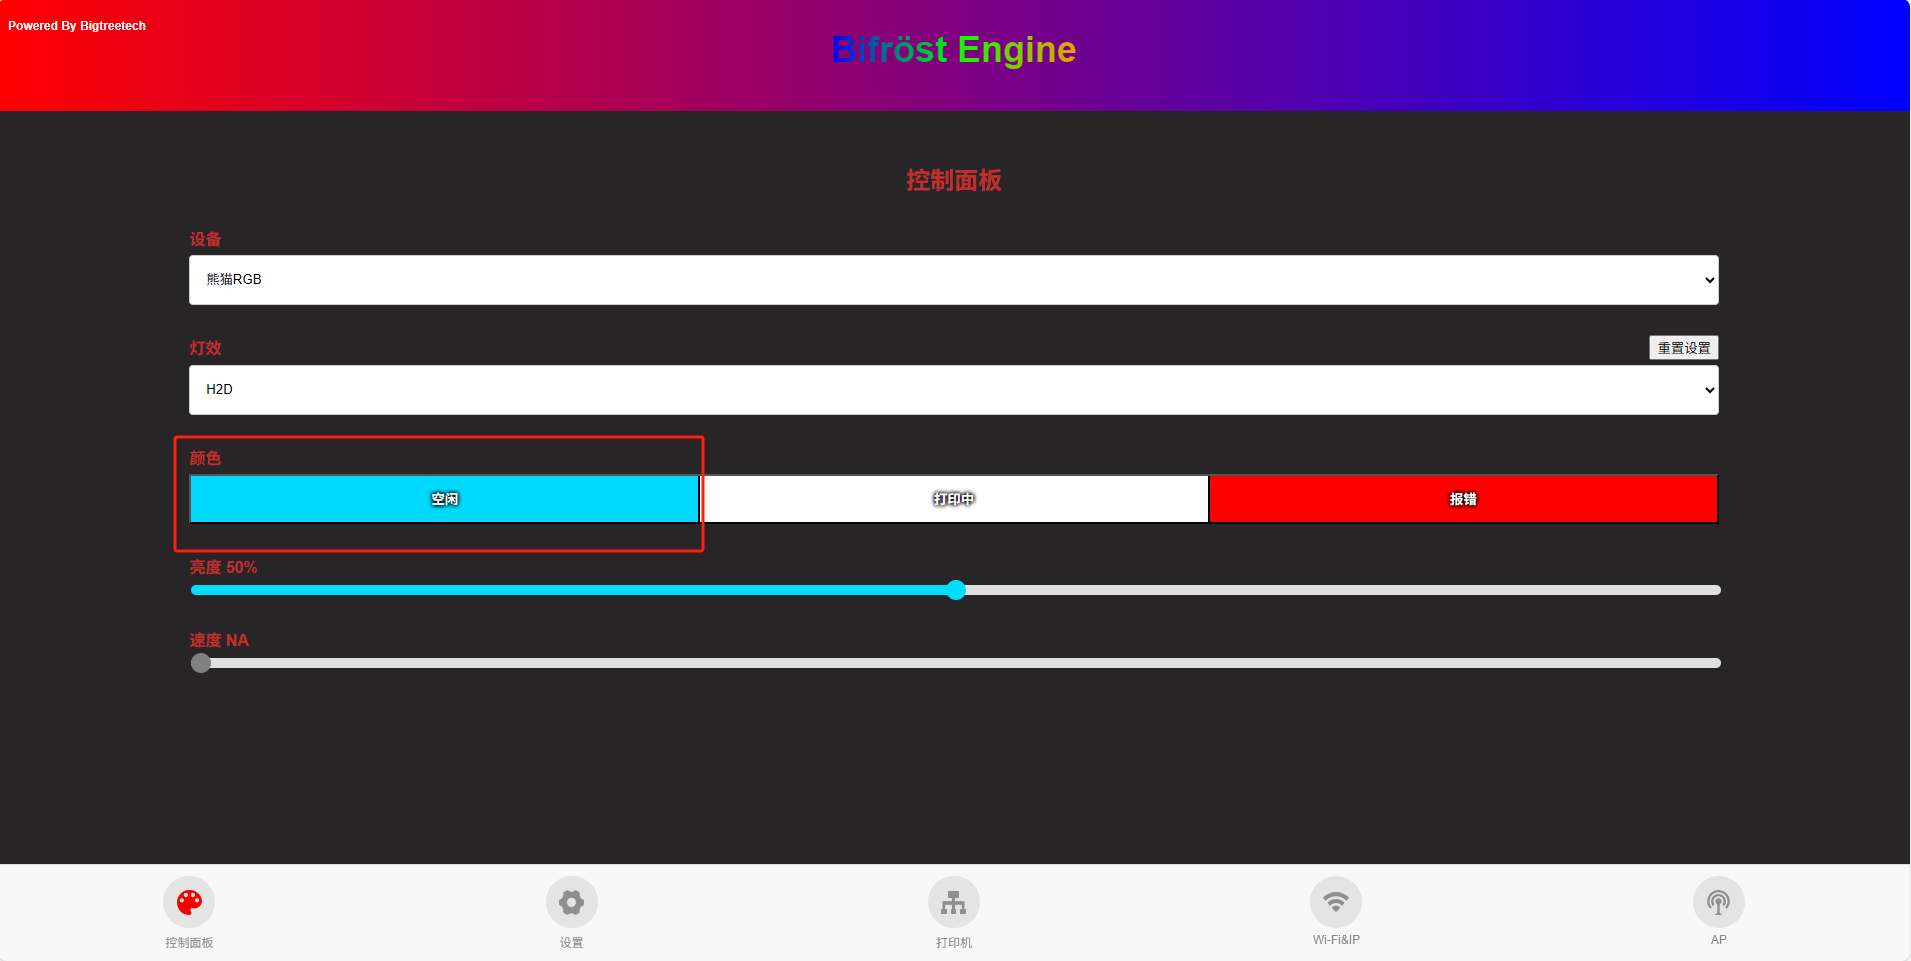 Powered By Bigtreetech
Bifröst Engine
控制面板
设备
熊猫RGB
灯效
重置设置
H2D
颜色
空闲
打印中
报错
亮度 50%
速度 NA
控制面板
设置
打印机
Wi-Fi&IP
AP